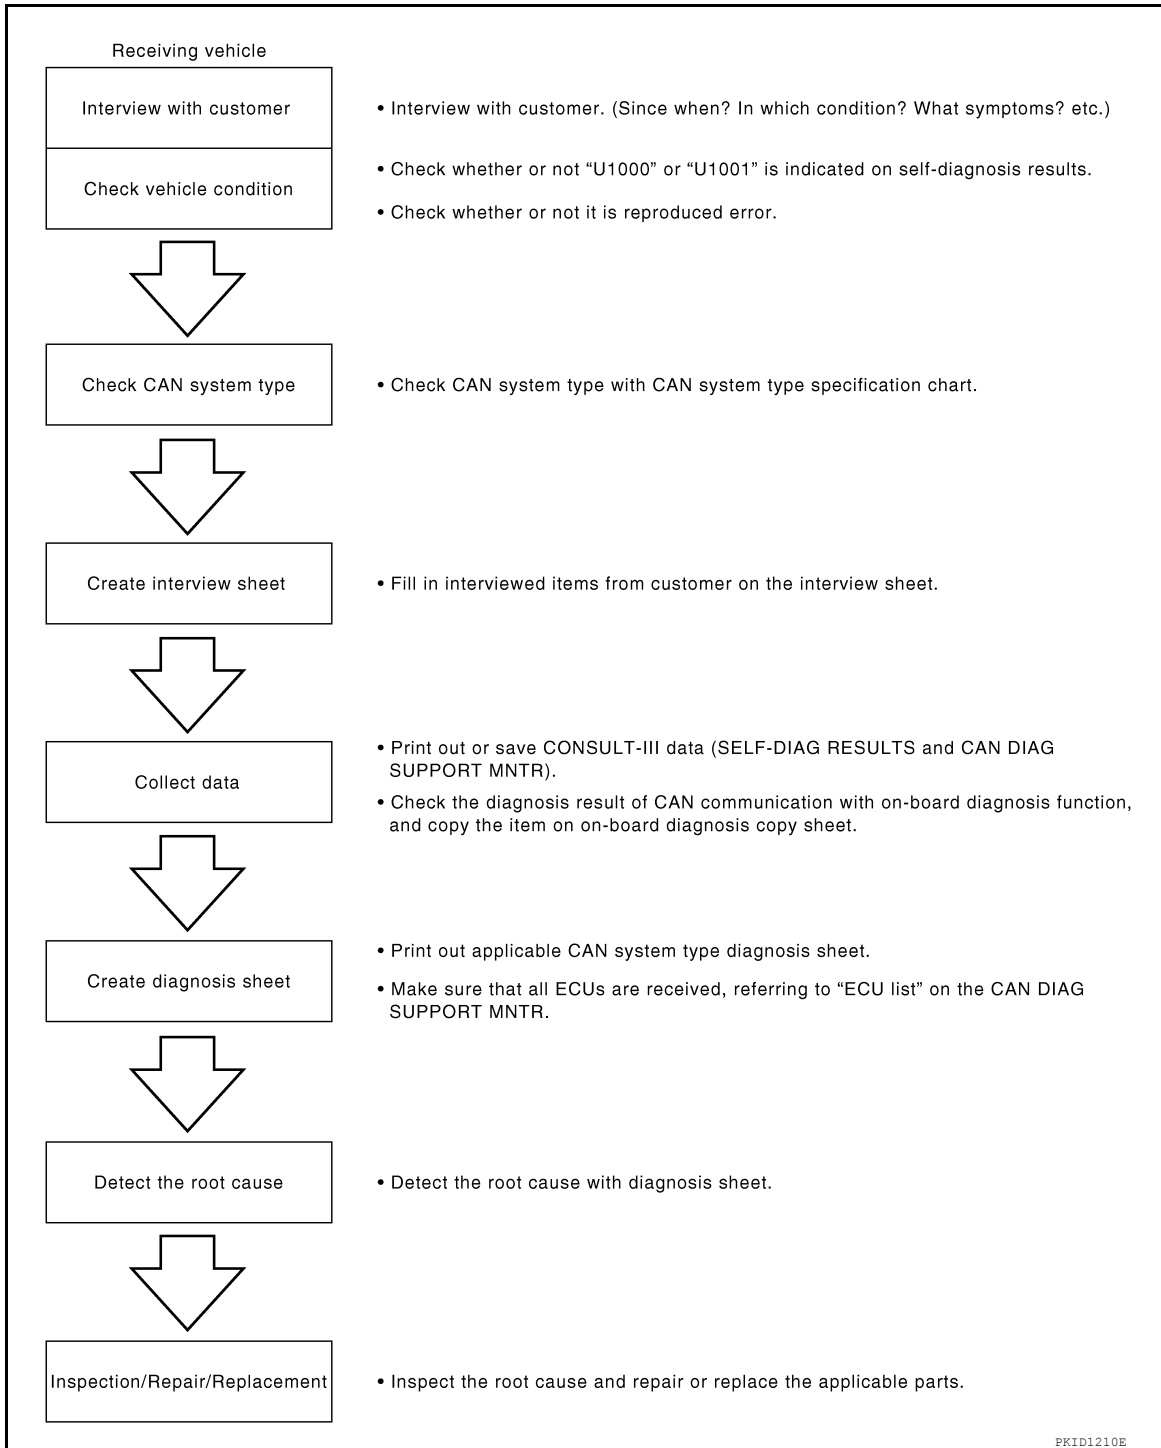 Receiving vehicle
Interview with customer
• Interview with customer. (Since when? In which condition? What symptoms? etc.)
Check vehicle condition
• Check whether or not “U1000” or “U1001” is indicated on self-diagnosis results.
• Check whether or not it is reproduced error.
Check CAN system type
• Check CAN system type with CAN system type specification chart.
Create interview sheet
• Fill in interviewed items from customer on the interview sheet.
Collect data
• Print out or save CONSULT-III data (SELF-DIAG RESULTS and CAN DIAG
SUPPORT MNTR).
• Check the diagnosis result of CAN communication with on-board diagnosis function,
and copy the item on on-board diagnosis copy sheet.
Create diagnosis sheet
• Print out applicable CAN system type diagnosis sheet.
• Make sure that all ECUs are received, referring to “ECU list” on the CAN DIAG
SUPPORT MNTR.
Detect the root cause
• Detect the root cause with diagnosis sheet.
Inspection/Repair/Replacement
• Inspect the root cause and repair or replace the applicable parts.
PKID1210E